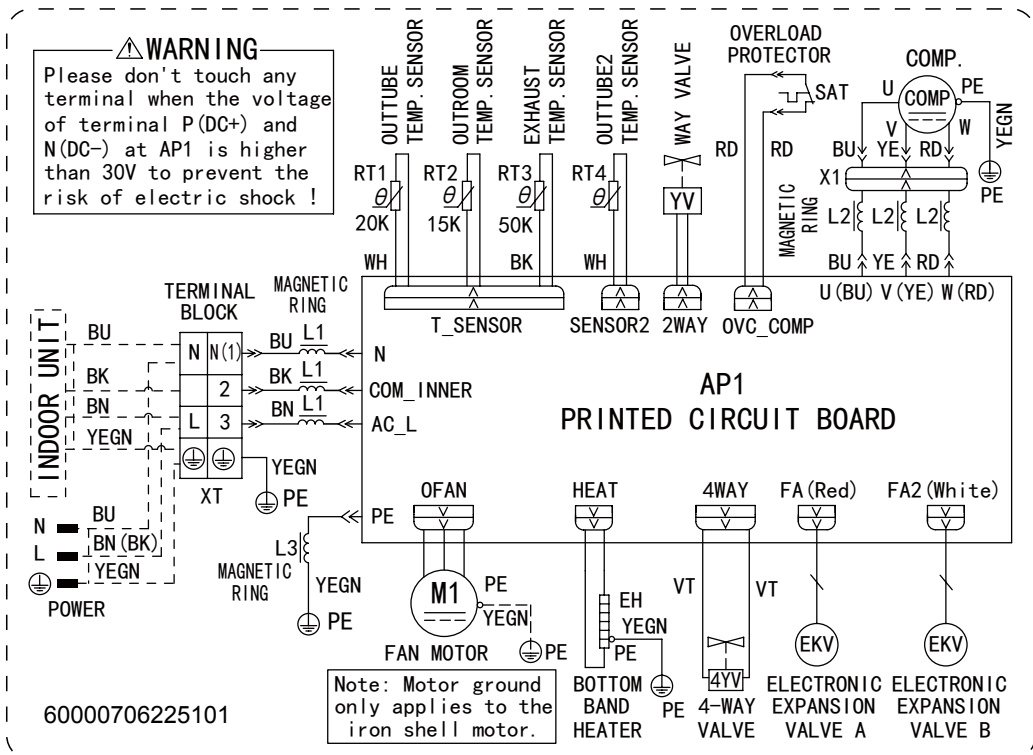 WARNING
Please don't touch any
terminal when the voltage
of terminal P(DC+) and
N(DC-) at AP1 is higher
than 30V to prevent the
risk of electric shock !
OUTTUBE
TEMP.SENSOR
OUTROOM
TEMP.SENSOR
EXHAUST
TEMP.SENSOR
OUTTUBE2
TEMP.SENSOR
WAY VALVE
OVERLOAD
PROTECTOR
SAT
RD RD
COMP.
U
COMP
PE
V
W
YEGN
BU YE RD
PE
X1
MAGNETIC
RING
L2 L2 L2
BU YE RD
RT1 RT2 RT3 RT4
θ θ θ θ
20K 15K 50K
YV
WH BK WH
U(BU) V(YE) W(RD)
T_SENSOR SENSOR2 2WAY OVC_COMP
TERMINAL
BLOCK
MAGNETIC
RING
INDOOR UNIT
BU
N N(1) BU L1 N
BK
2 BK L1 COM_INNER
BN
L 3 BN L1 AC_L
YEGN
YEGN
XT
PE
AP1
PRINTED CIRCUIT BOARD
N BU
L BN(BK)
YEGN
POWER
PE
L3
MAGNETIC
RING
YEGN
PE
OFAN HEAT 4WAY FA(Red) FA2(White)
M1
PE
YEGN
PE
FAN MOTOR
EH
YEGN
PE
PE
BOTTOM
BAND
HEATER
VT VT
4YV
4-WAY
VALVE
EKV
ELECTRONIC
EXPANSION
VALVE A
EKV
ELECTRONIC
EXPANSION
VALVE B
Note: Motor ground
only applies to the
iron shell motor.
60000706225101